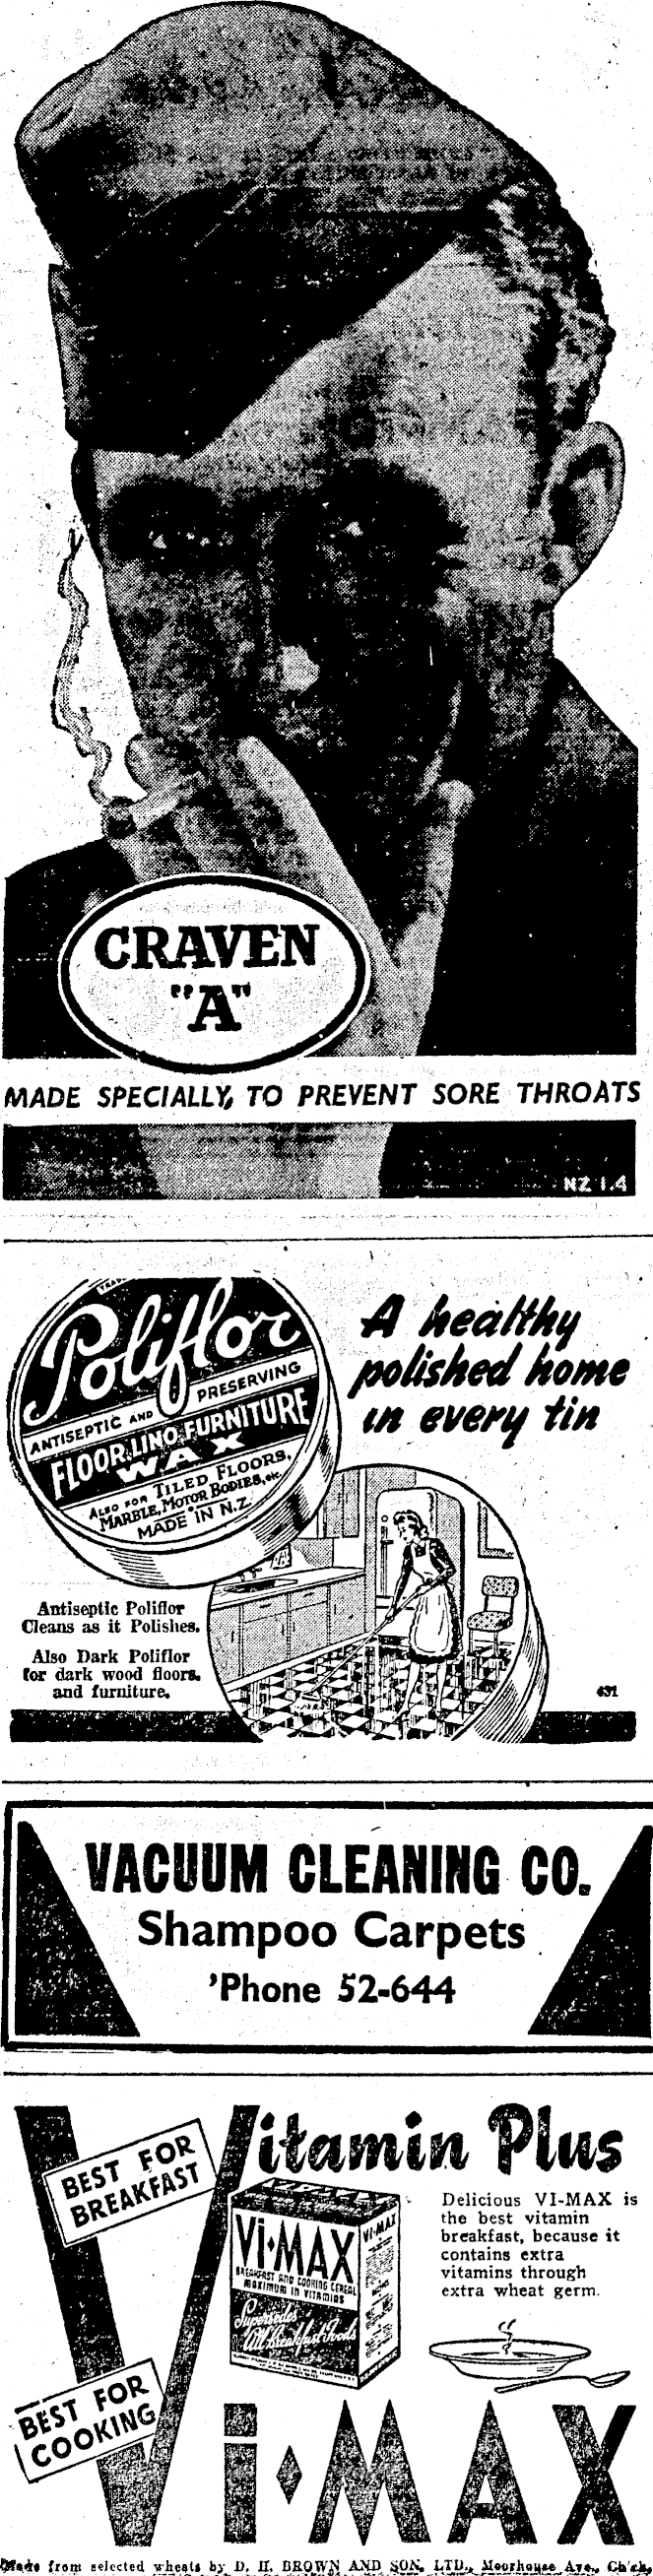 CRAVEN
"A"
MADE SPECIALLY, TO PREVENT SORE THROATS
NZ 1.4
Poliflor
ANTISEPTIC AND PRESERVING
FLOOR, LINO, FURNITURE
WAX
ALSO FOR TILED FLOORS,
MARBLE, MOTOR BODIES, etc.
MADE IN N.Z.
A healthy
polished home
in every tin
Antiseptic Poliflor
Cleans as it Polishes.
Also Dark Poliflor
for dark wood floors
and furniture.
431
VACUUM CLEANING CO.
Shampoo Carpets
'Phone 52-644
Vitamin Plus
BEST FOR
BREAKFAST
Delicious VI-MAX is
the best vitamin
breakfast, because it
contains extra
vitamins through
extra wheat germ.
Vi-MAX
Vi-MAX
BREAKFAST AND COOKING CEREAL
MAXIMUM IN VITAMINS
Supersedes
All Breakfast Foods
BEST FOR
COOKING
Vi-MAX
Made from selected wheats by D. H. BROWN AND SON, LTD., Moorhouse Ave., Ch'ch.